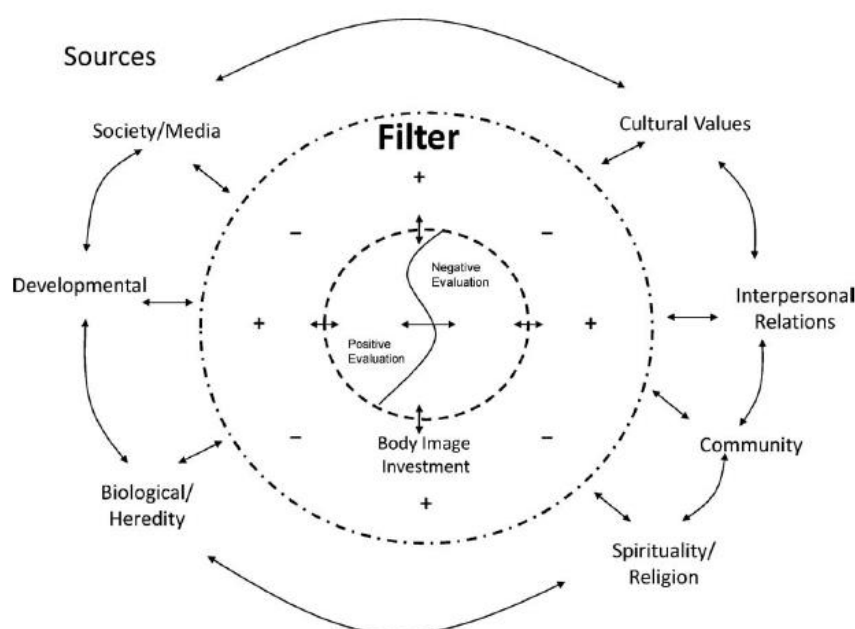 Sources
Society/Media
Filter
Cultural Values
+
−
−
Negative
Evaluation
Developmental
+
+
Interpersonal
Relations
Positive
Evaluation
−
Body Image
Investment
−
Community
Biological/
Heredity
+
Spirituality/
Religion